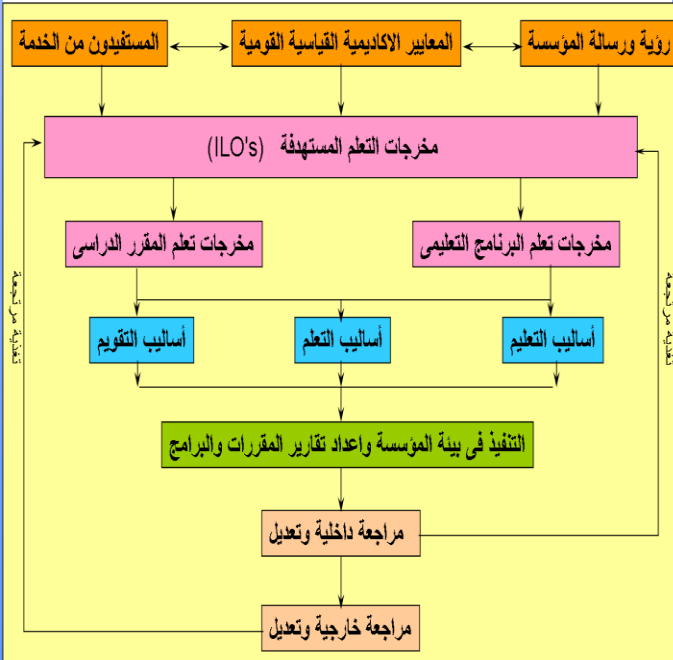 رؤية ورسالة المؤسسة
المعايير الاكاديمية القياسية القومية
المستفيدون من الخدمة
مخرجات التعلم المستهدفة (ILO's)
مخرجات تعلم البرنامج التعليمى
مخرجات تعلم المقرر الدراسى
أساليب التعليم
أساليب التعلم
أساليب التقويم
التنفيذ فى بيئة المؤسسة واعداد تقارير المقررات والبرامج
مراجعة داخلية وتعديل
مراجعة خارجية وتعديل
تغذية مرتجعة
تغذية مرتجعة